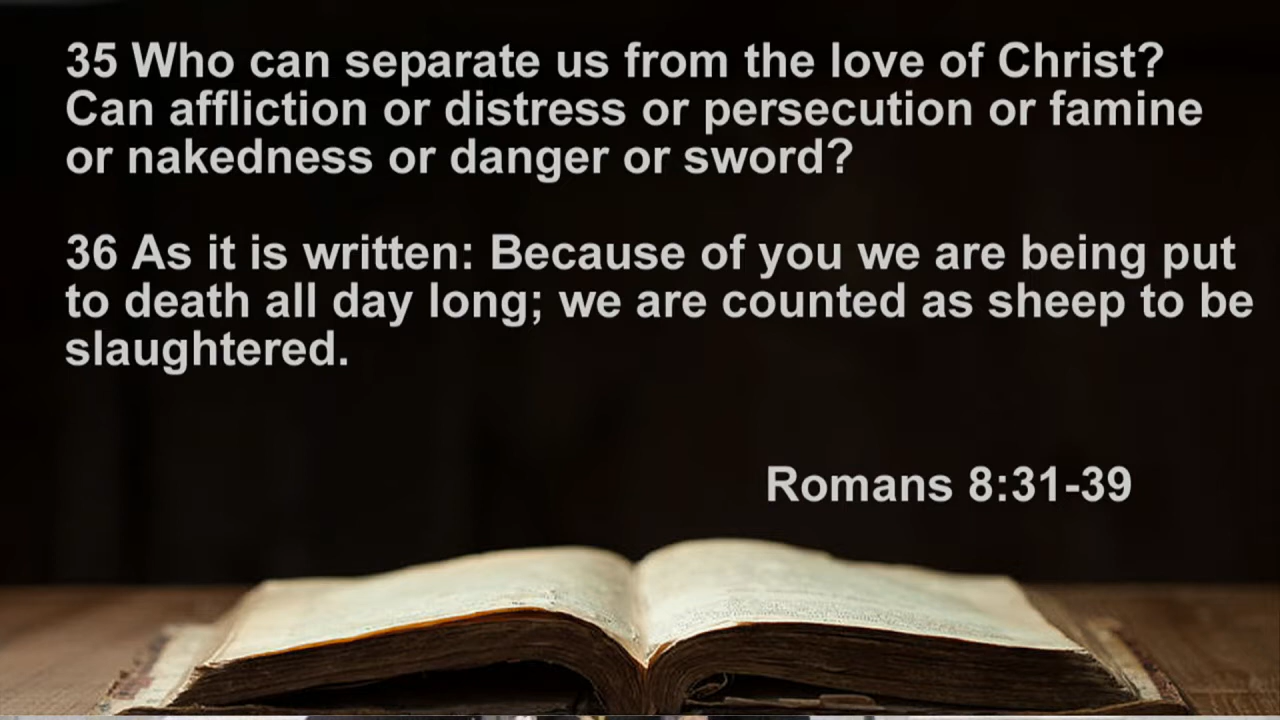 35 Who can separate us from the love of Christ?
Can affliction or distress or persecution or famine
or nakedness or danger or sword?
36 As it is written: Because of you we are being put
to death all day long; we are counted as sheep to be
slaughtered.
Romans 8:31-39